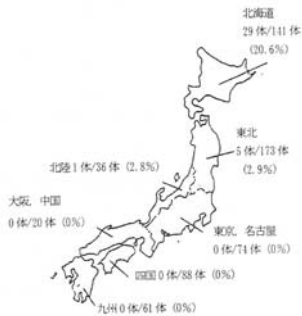 北海道
29 体/141 体
(20.6%)
東北
5 体/173 体
(2.9%)
北陸 1 体/36 体 (2.8%)
大阪, 中国
0 体/20 体 (0%)
東京, 名古屋
0 体/74 体 (0%)
四国 0 体/88 体 (0%)
九州 0 体/61 体 (0%)